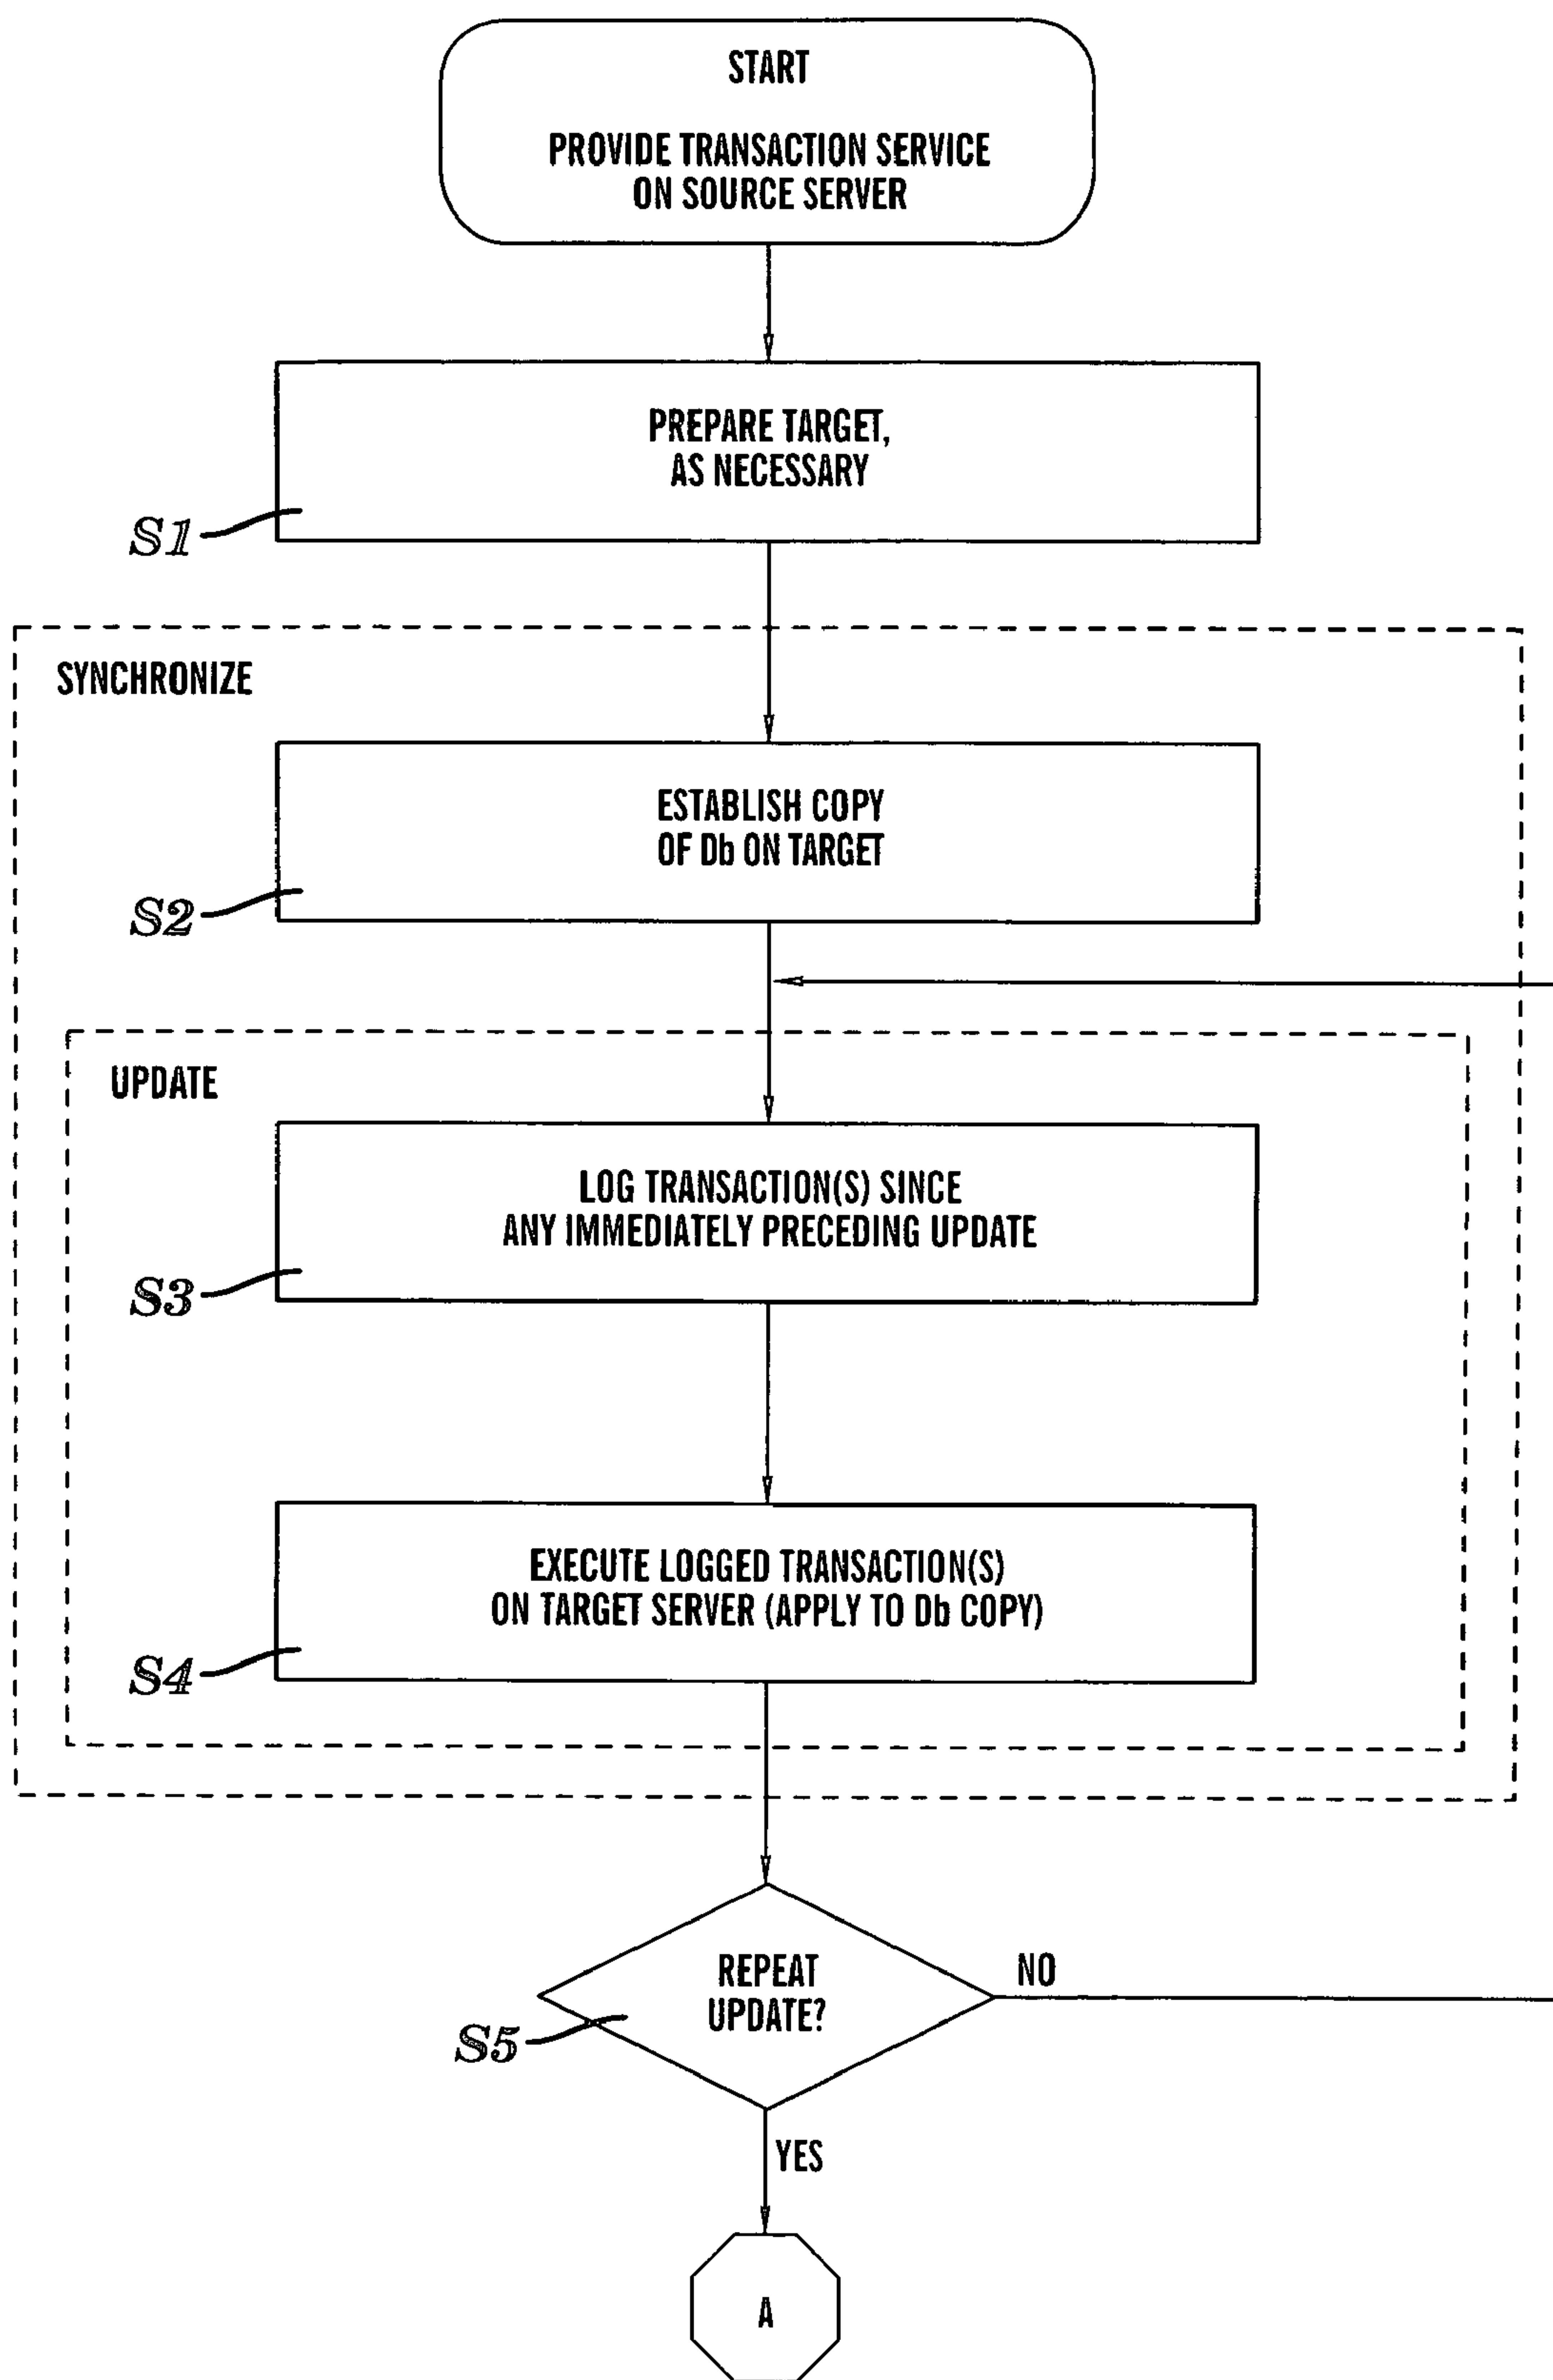 START
PROVIDE TRANSACTION SERVICE
ON SOURCE SERVER
PREPARE TARGET,
AS NECESSARY
S1
SYNCHRONIZE
ESTABLISH COPY
OF Db ON TARGET
S2
UPDATE
LOG TRANSACTION(S) SINCE
ANY IMMEDIATELY PRECEDING UPDATE
S3
EXECUTE LOGGED TRANSACTION(S)
ON TARGET SERVER (APPLY TO Db COPY)
S4
REPEAT
UPDATE?
NO
S5
YES
A